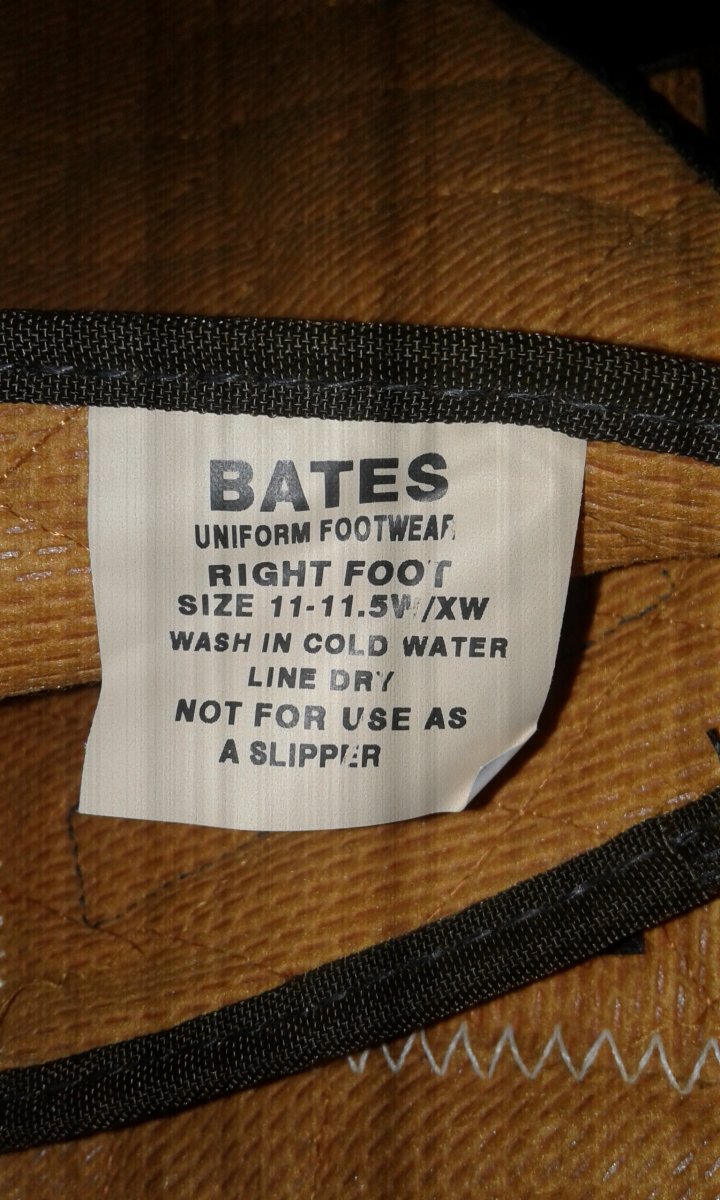 BATES
UNIFORM FOOTWEAR
RIGHT FOOT
SIZE 11-11.5W/XW
WASH IN COLD WATER
LINE DRY
NOT FOR USE AS
A SLIPPER